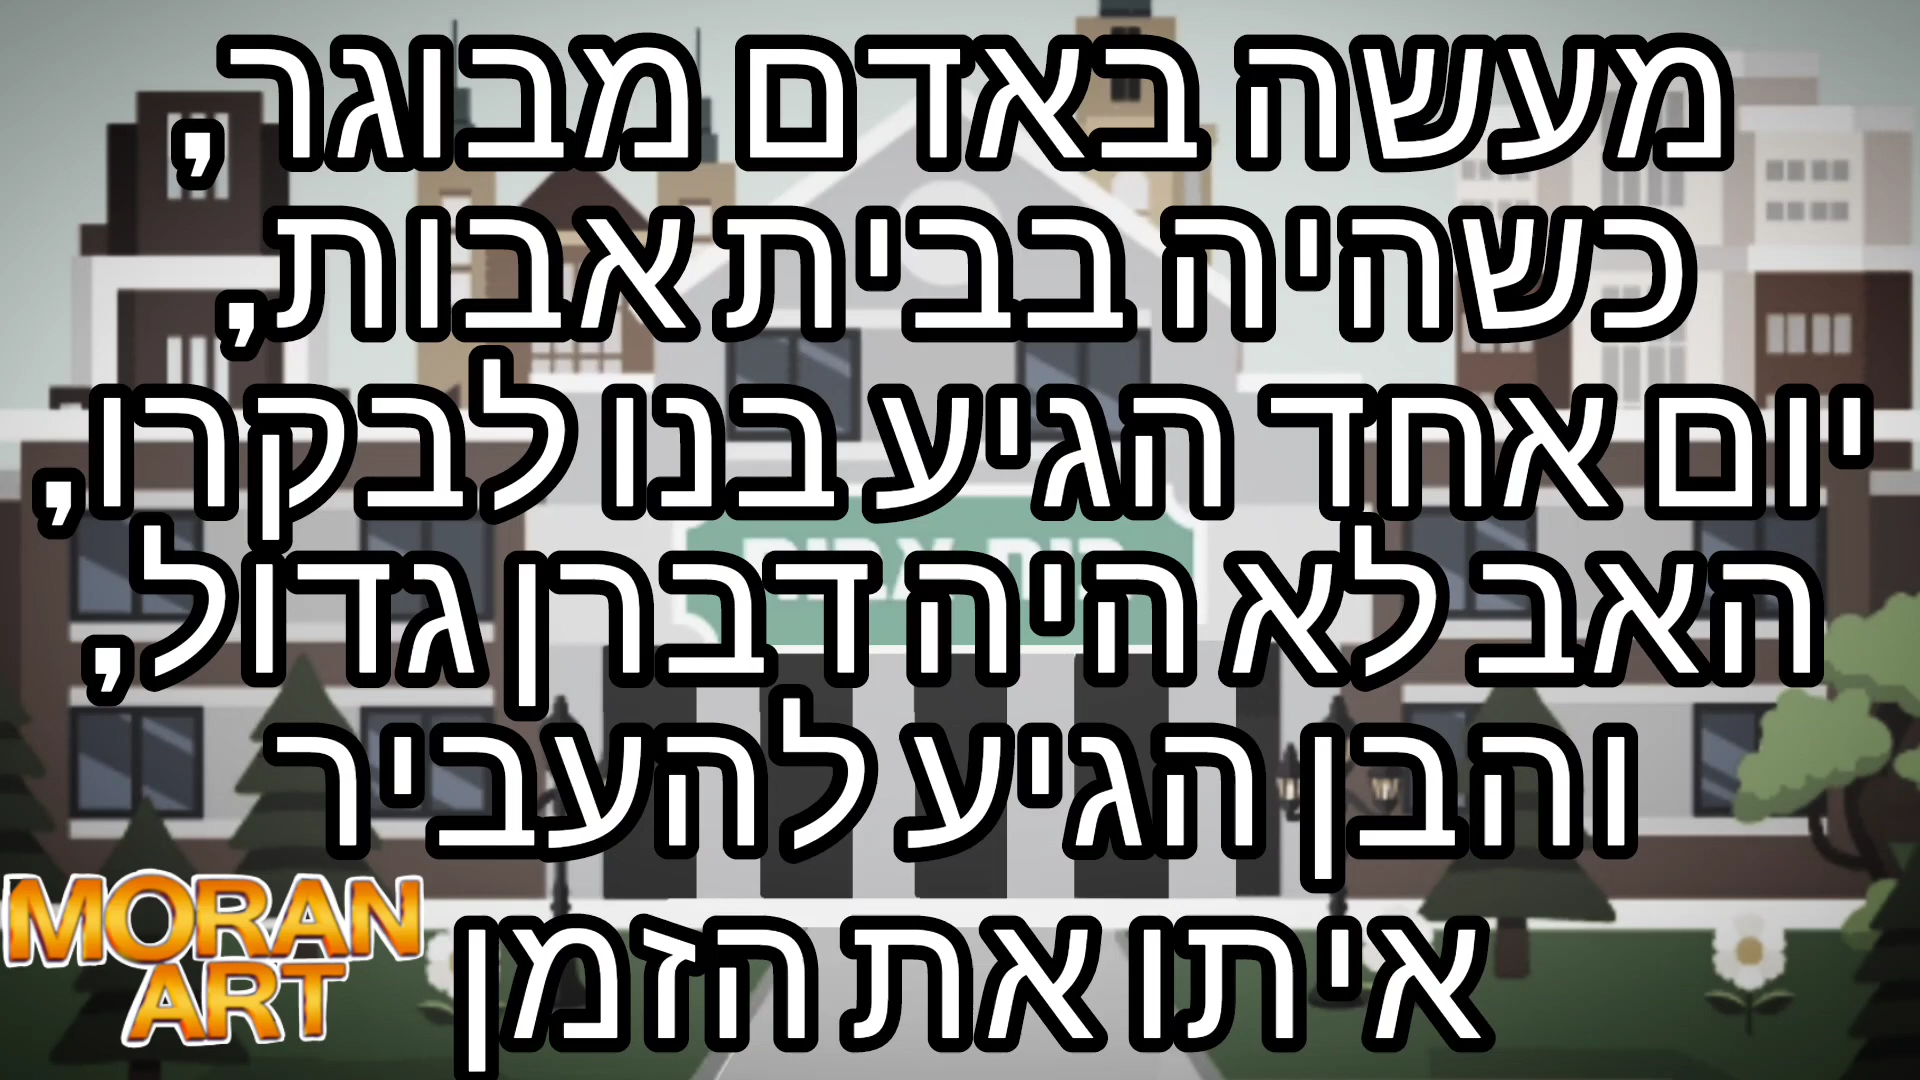 מעשה באדם מבוגר,
כשהיה בבית אבות,
יום אחד הגיע בנו לבקרו,
האב לא היה דברן גדול,
והבן הגיע להעביר
איתו את הזמן
MORAN
ART